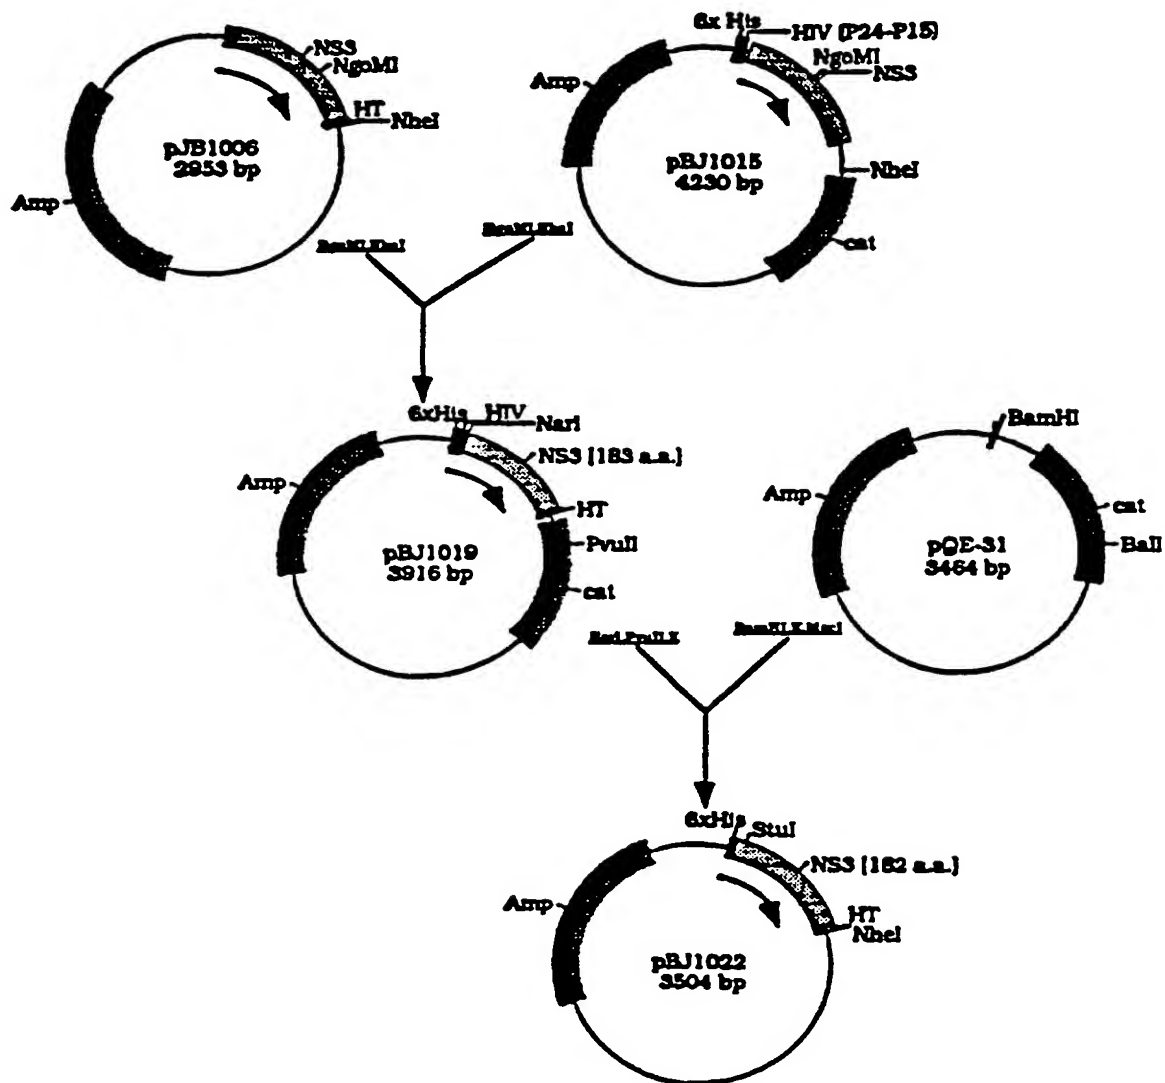 NS3
NgoMI
HT
NheI
pJB1006
2953 bp
Amp
6x His
HIV (P24-P15)
NgoMI
NS3
Amp
pBJ1015
4230 bp
NheI
cat
6xHis
HIV
NarI
NS3 [183 a.a.]
Amp
HT
PvuII
pBJ1019
3916 bp
cat
BamHI
Amp
cat
BalI
pQE-31
3464 bp
6xHis
StuI
NS3 [182 a.a.]
Amp
HT
NheI
pBJ1022
3504 bp